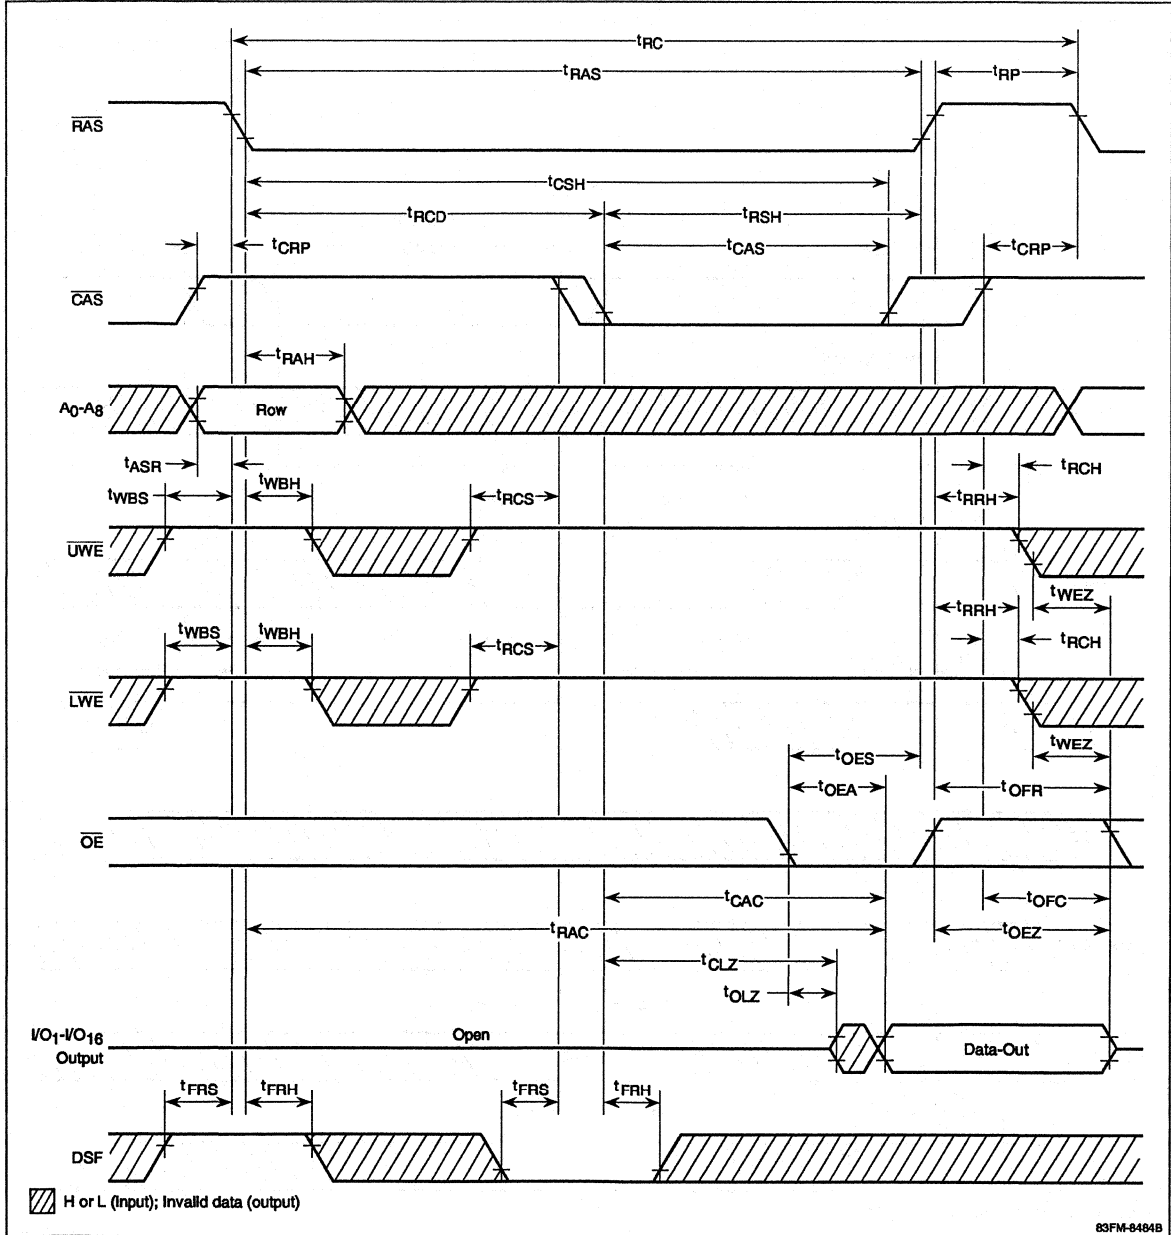 tRC
tRAS
tRP
RAS
tCSH
tRCD
tRSH
tCRP
tCAS
tCRP
CAS
tRAH
A0-A8
Row
tASR
tWBS
tWBH
tRCS
tRCH
tRRH
UWE
tWEZ
tRRH
tWBS
tWBH
tRCS
tRCH
LWE
tWEZ
tOES
tOEA
tOFR
OE
tCAC
tOFC
tRAC
tOEZ
tCLZ
tOLZ
I/O1-I/O16
Output
Open
Data-Out
tFRS
tFRH
tFRS
tFRH
DSF
H or L (Input); Invalid data (output)
83FM-8484B